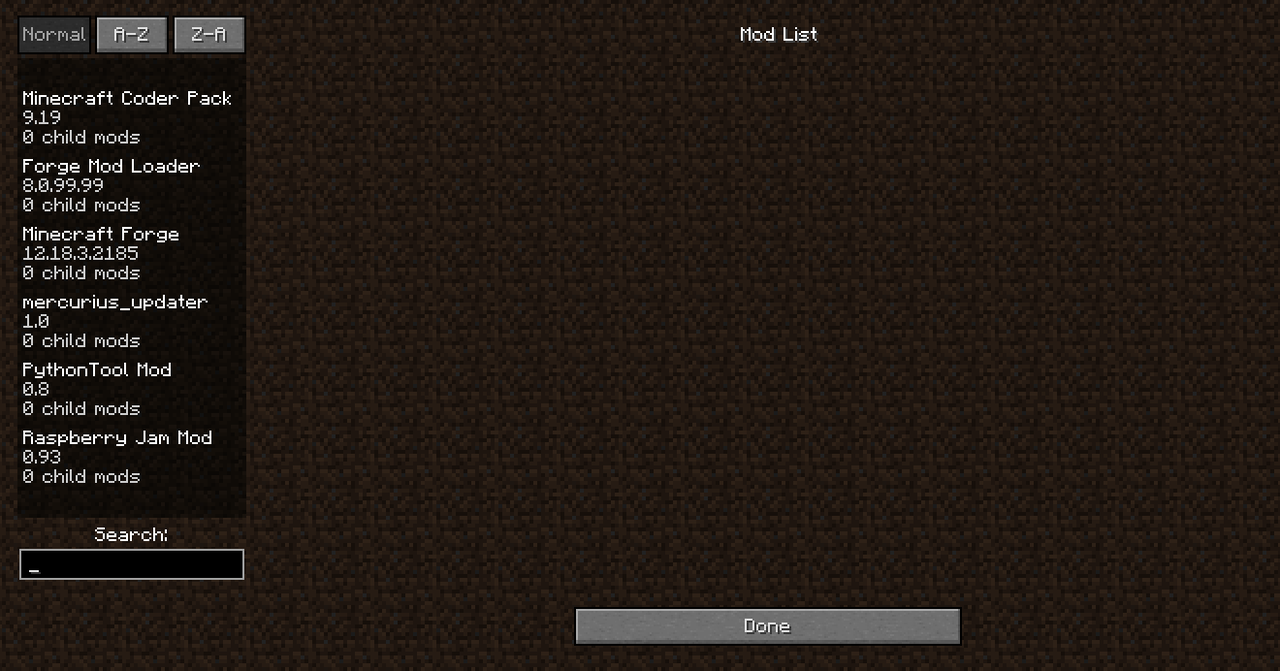 Normal A-Z Z-A
Mod List
Minecraft Coder Pack
9.19
0 child mods
Forge Mod Loader
8.0.99.99
0 child mods
Minecraft Forge
12.18.3.2185
0 child mods
mercurius_updater
1.0
0 child mods
PythonTool Mod
0.8
0 child mods
Raspberry Jam Mod
0.93
0 child mods
Search:
_
Done